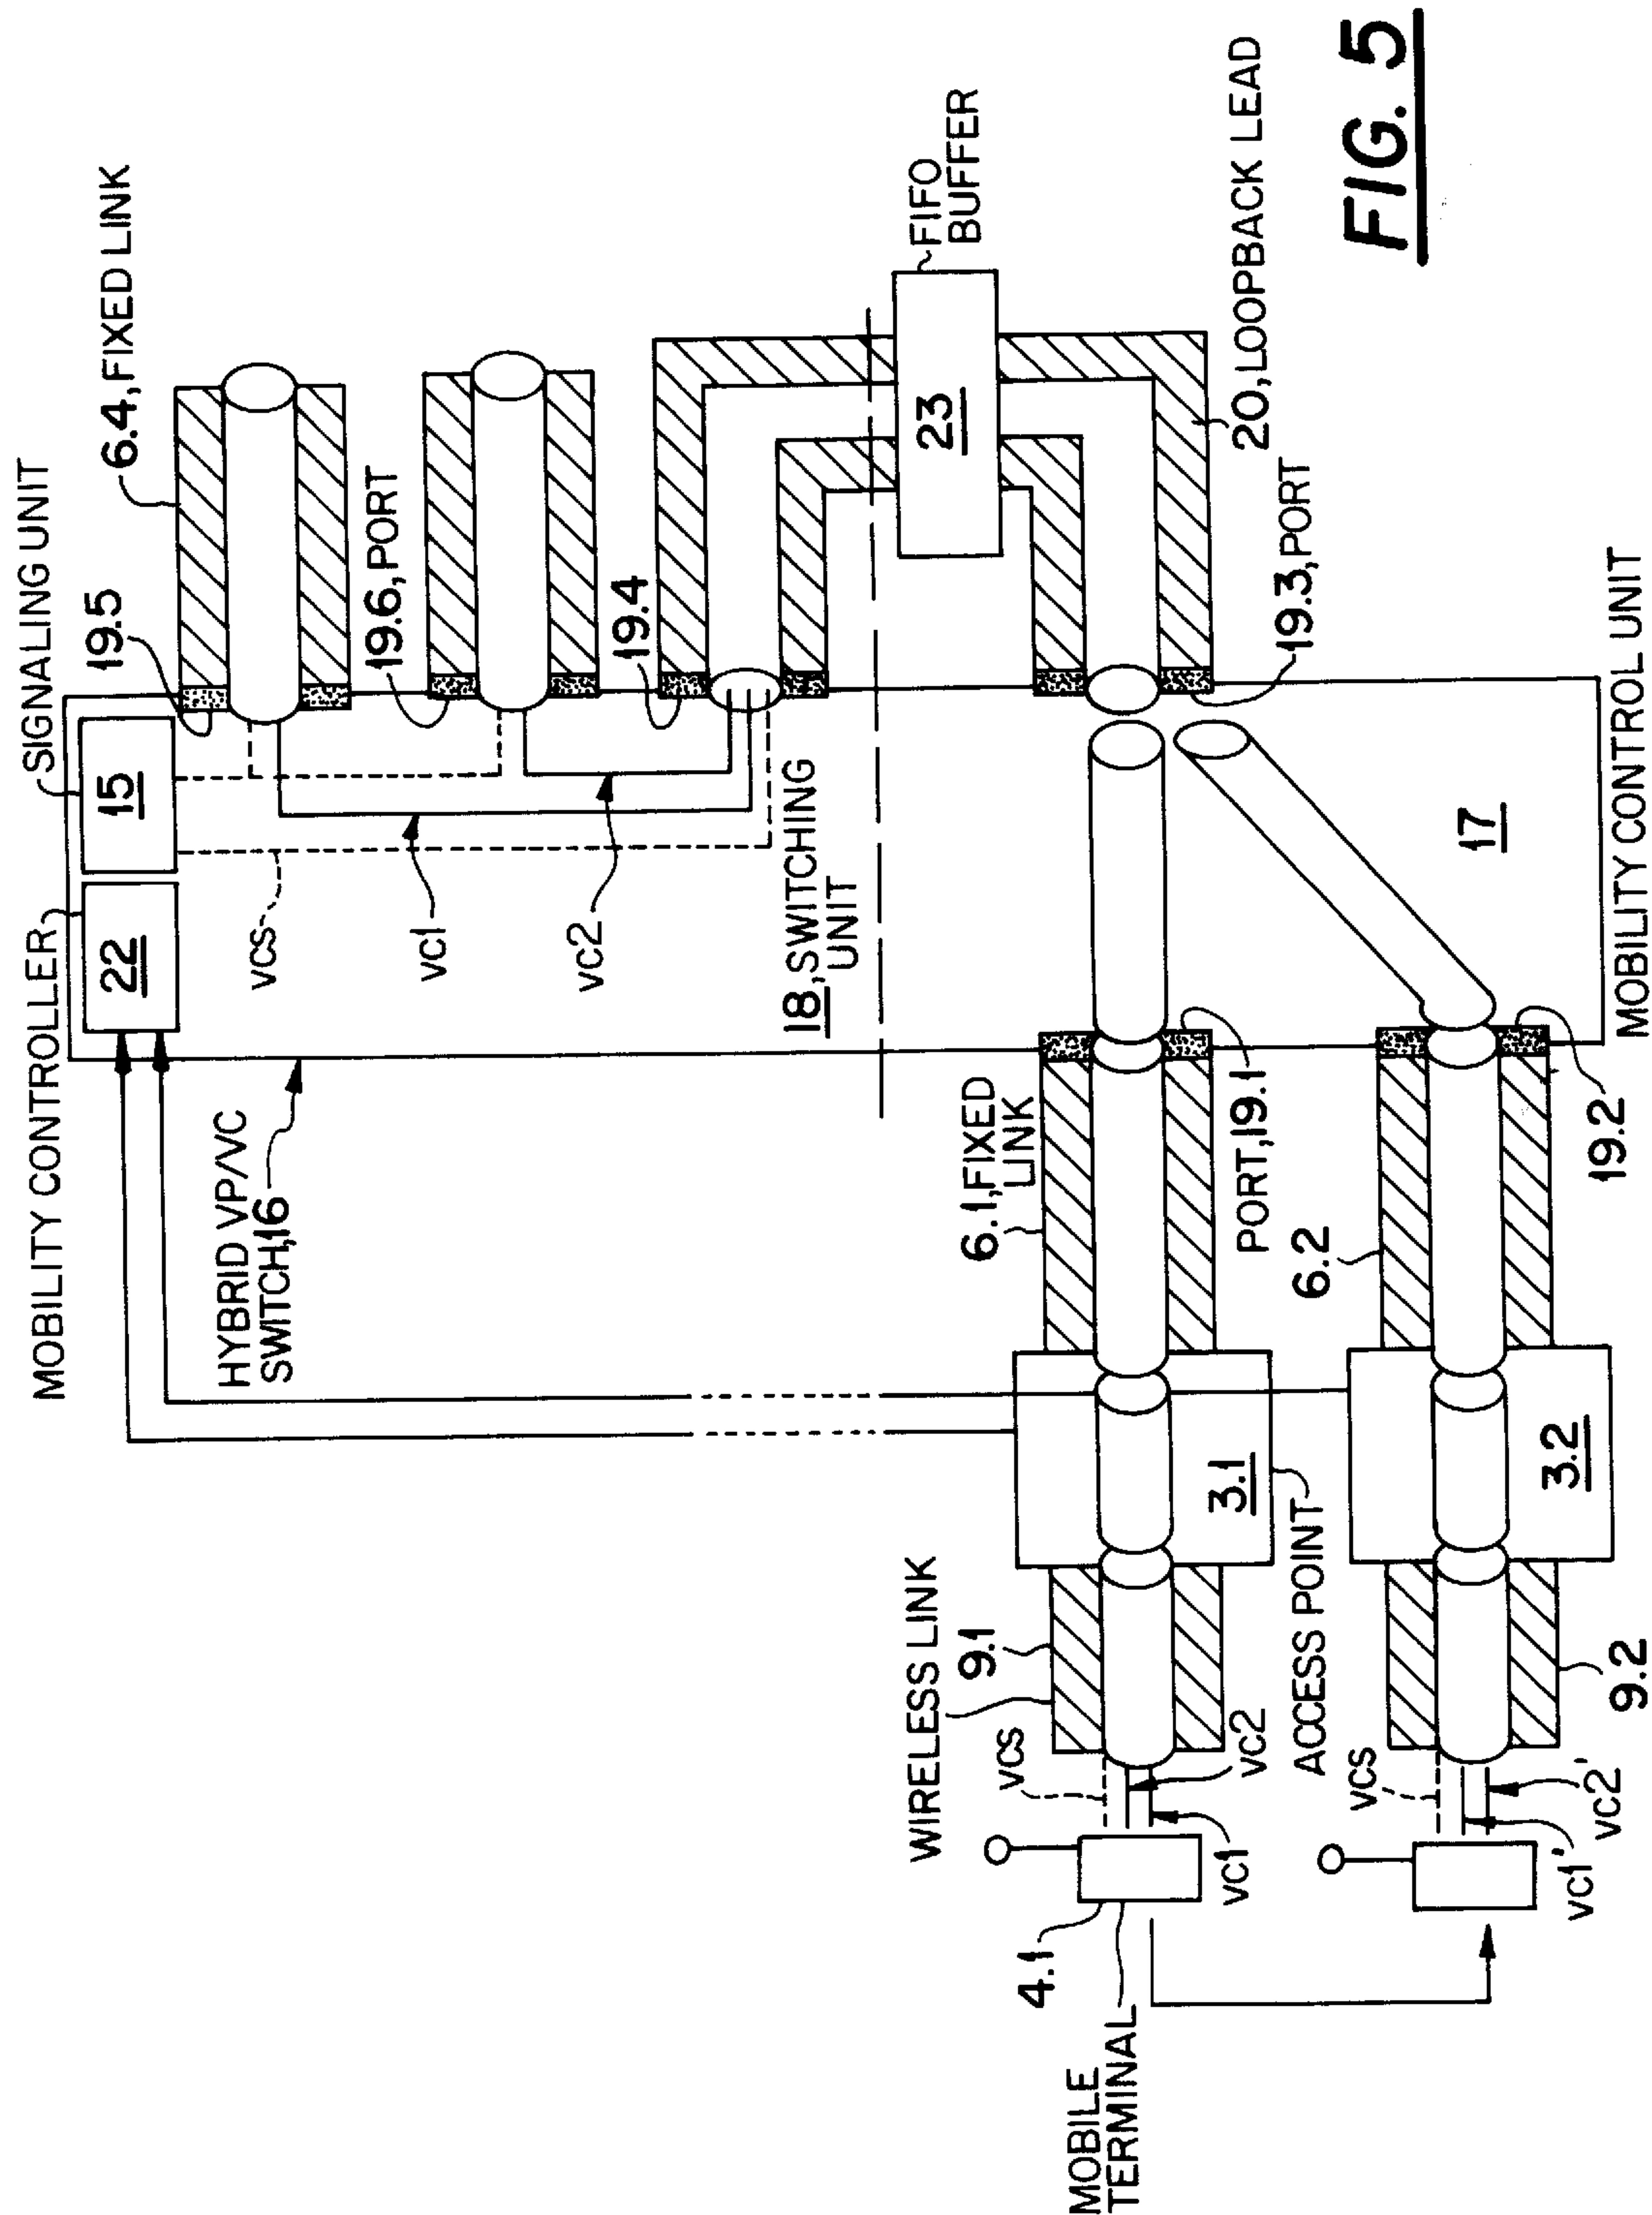 MOBILITY CONTROLLER
SIGNALING UNIT
22
15
19.5
6.4, FIXED LINK
HYBRID VP/VC
SWITCH, 16
vcs
vc1
vc2
19.6, PORT
19.4
18, SWITCHING
UNIT
FIFO
BUFFER
23
20, LOOPBACK LEAD
19.3, PORT
17
MOBILITY CONTROL UNIT
6.1, FIXED
LINK
PORT, 19.1
6.2
19.2
WIRELESS LINK
9.1
3.1
ACCESS POINT
3.2
9.2
vcs
vc2
vc1
vcs
vc2'
vc1'
4.1
MOBILE
TERMINAL
FIG. 5